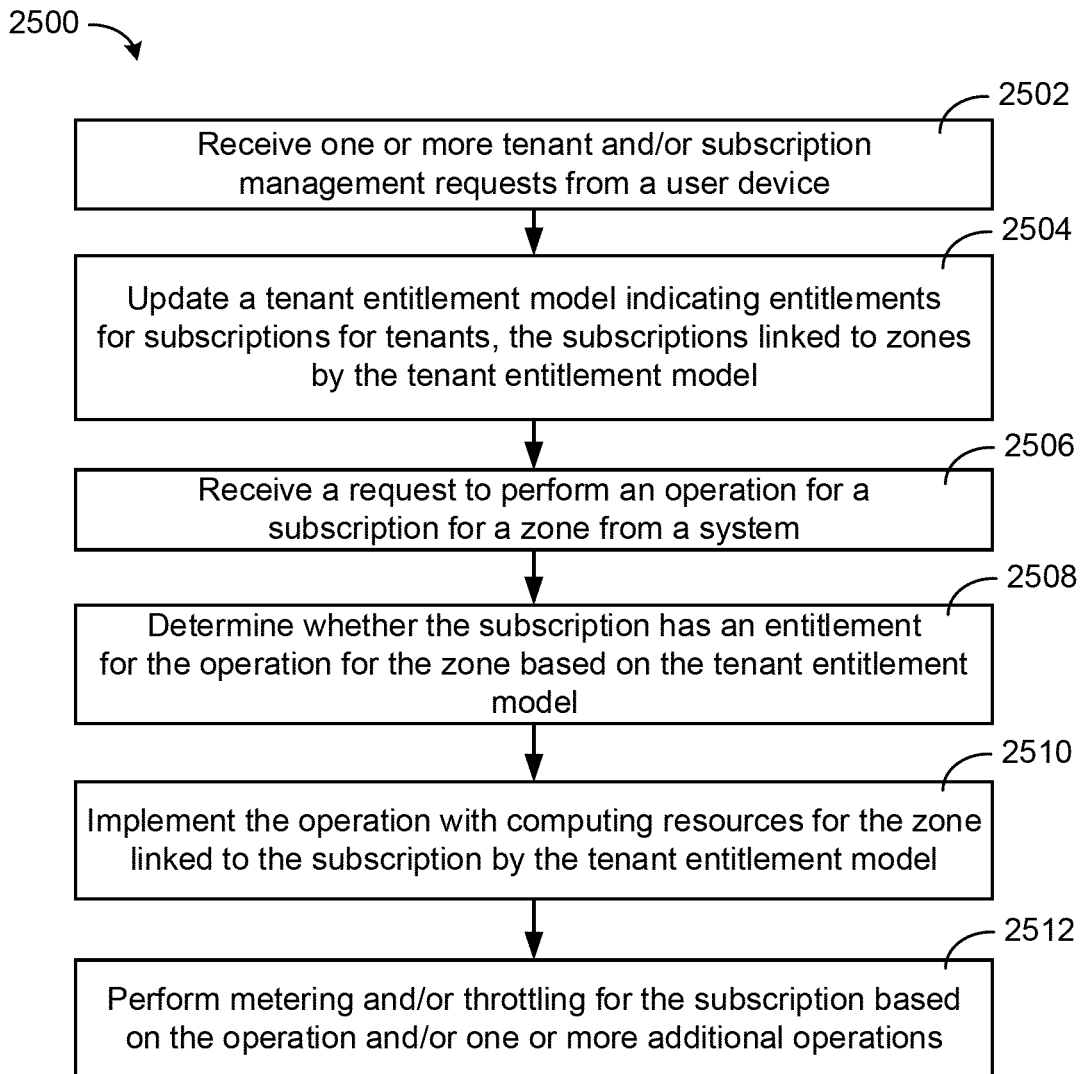 2500
2502
Receive one or more tenant and/or subscription
management requests from a user device
2504
Update a tenant entitlement model indicating entitlements
for subscriptions for tenants, the subscriptions linked to zones
by the tenant entitlement model
2506
Receive a request to perform an operation for a
subscription for a zone from a system
2508
Determine whether the subscription has an entitlement
for the operation for the zone based on the tenant entitlement
model
2510
Implement the operation with computing resources for the zone
linked to the subscription by the tenant entitlement model
2512
Perform metering and/or throttling for the subscription based
on the operation and/or one or more additional operations